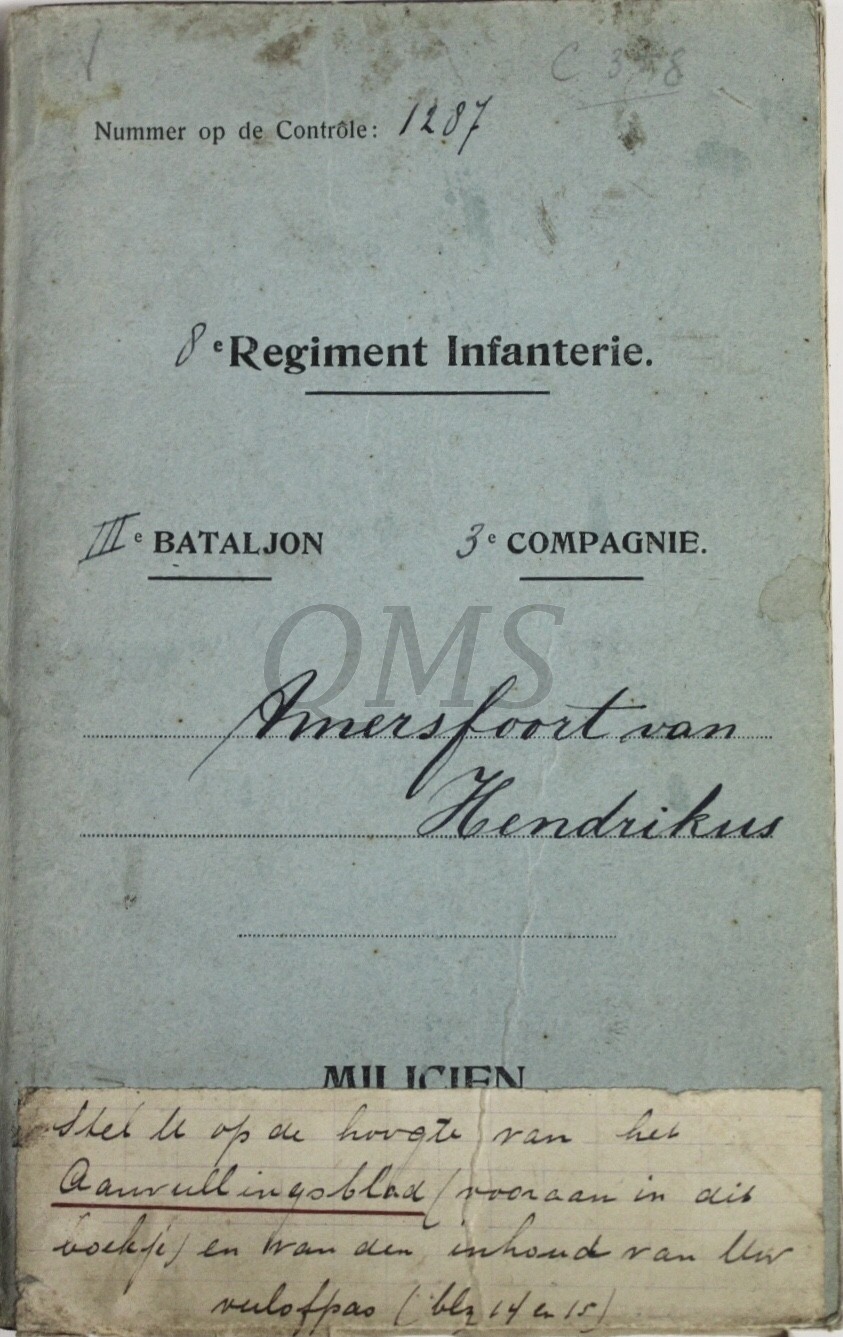 C 3 8
Nummer op de Contrôle: 1287
8e Regiment Infanterie.
IIIe BATALJON 3e COMPAGNIE.
QMS
Amersfoort van
Hendrikus
MILICIEN
Stel U op de hoogte van het
Aanvullingsblad (vooraan in dit
boekje) en van den inhoud van Uw
verlofpas (blz 14 en 15)